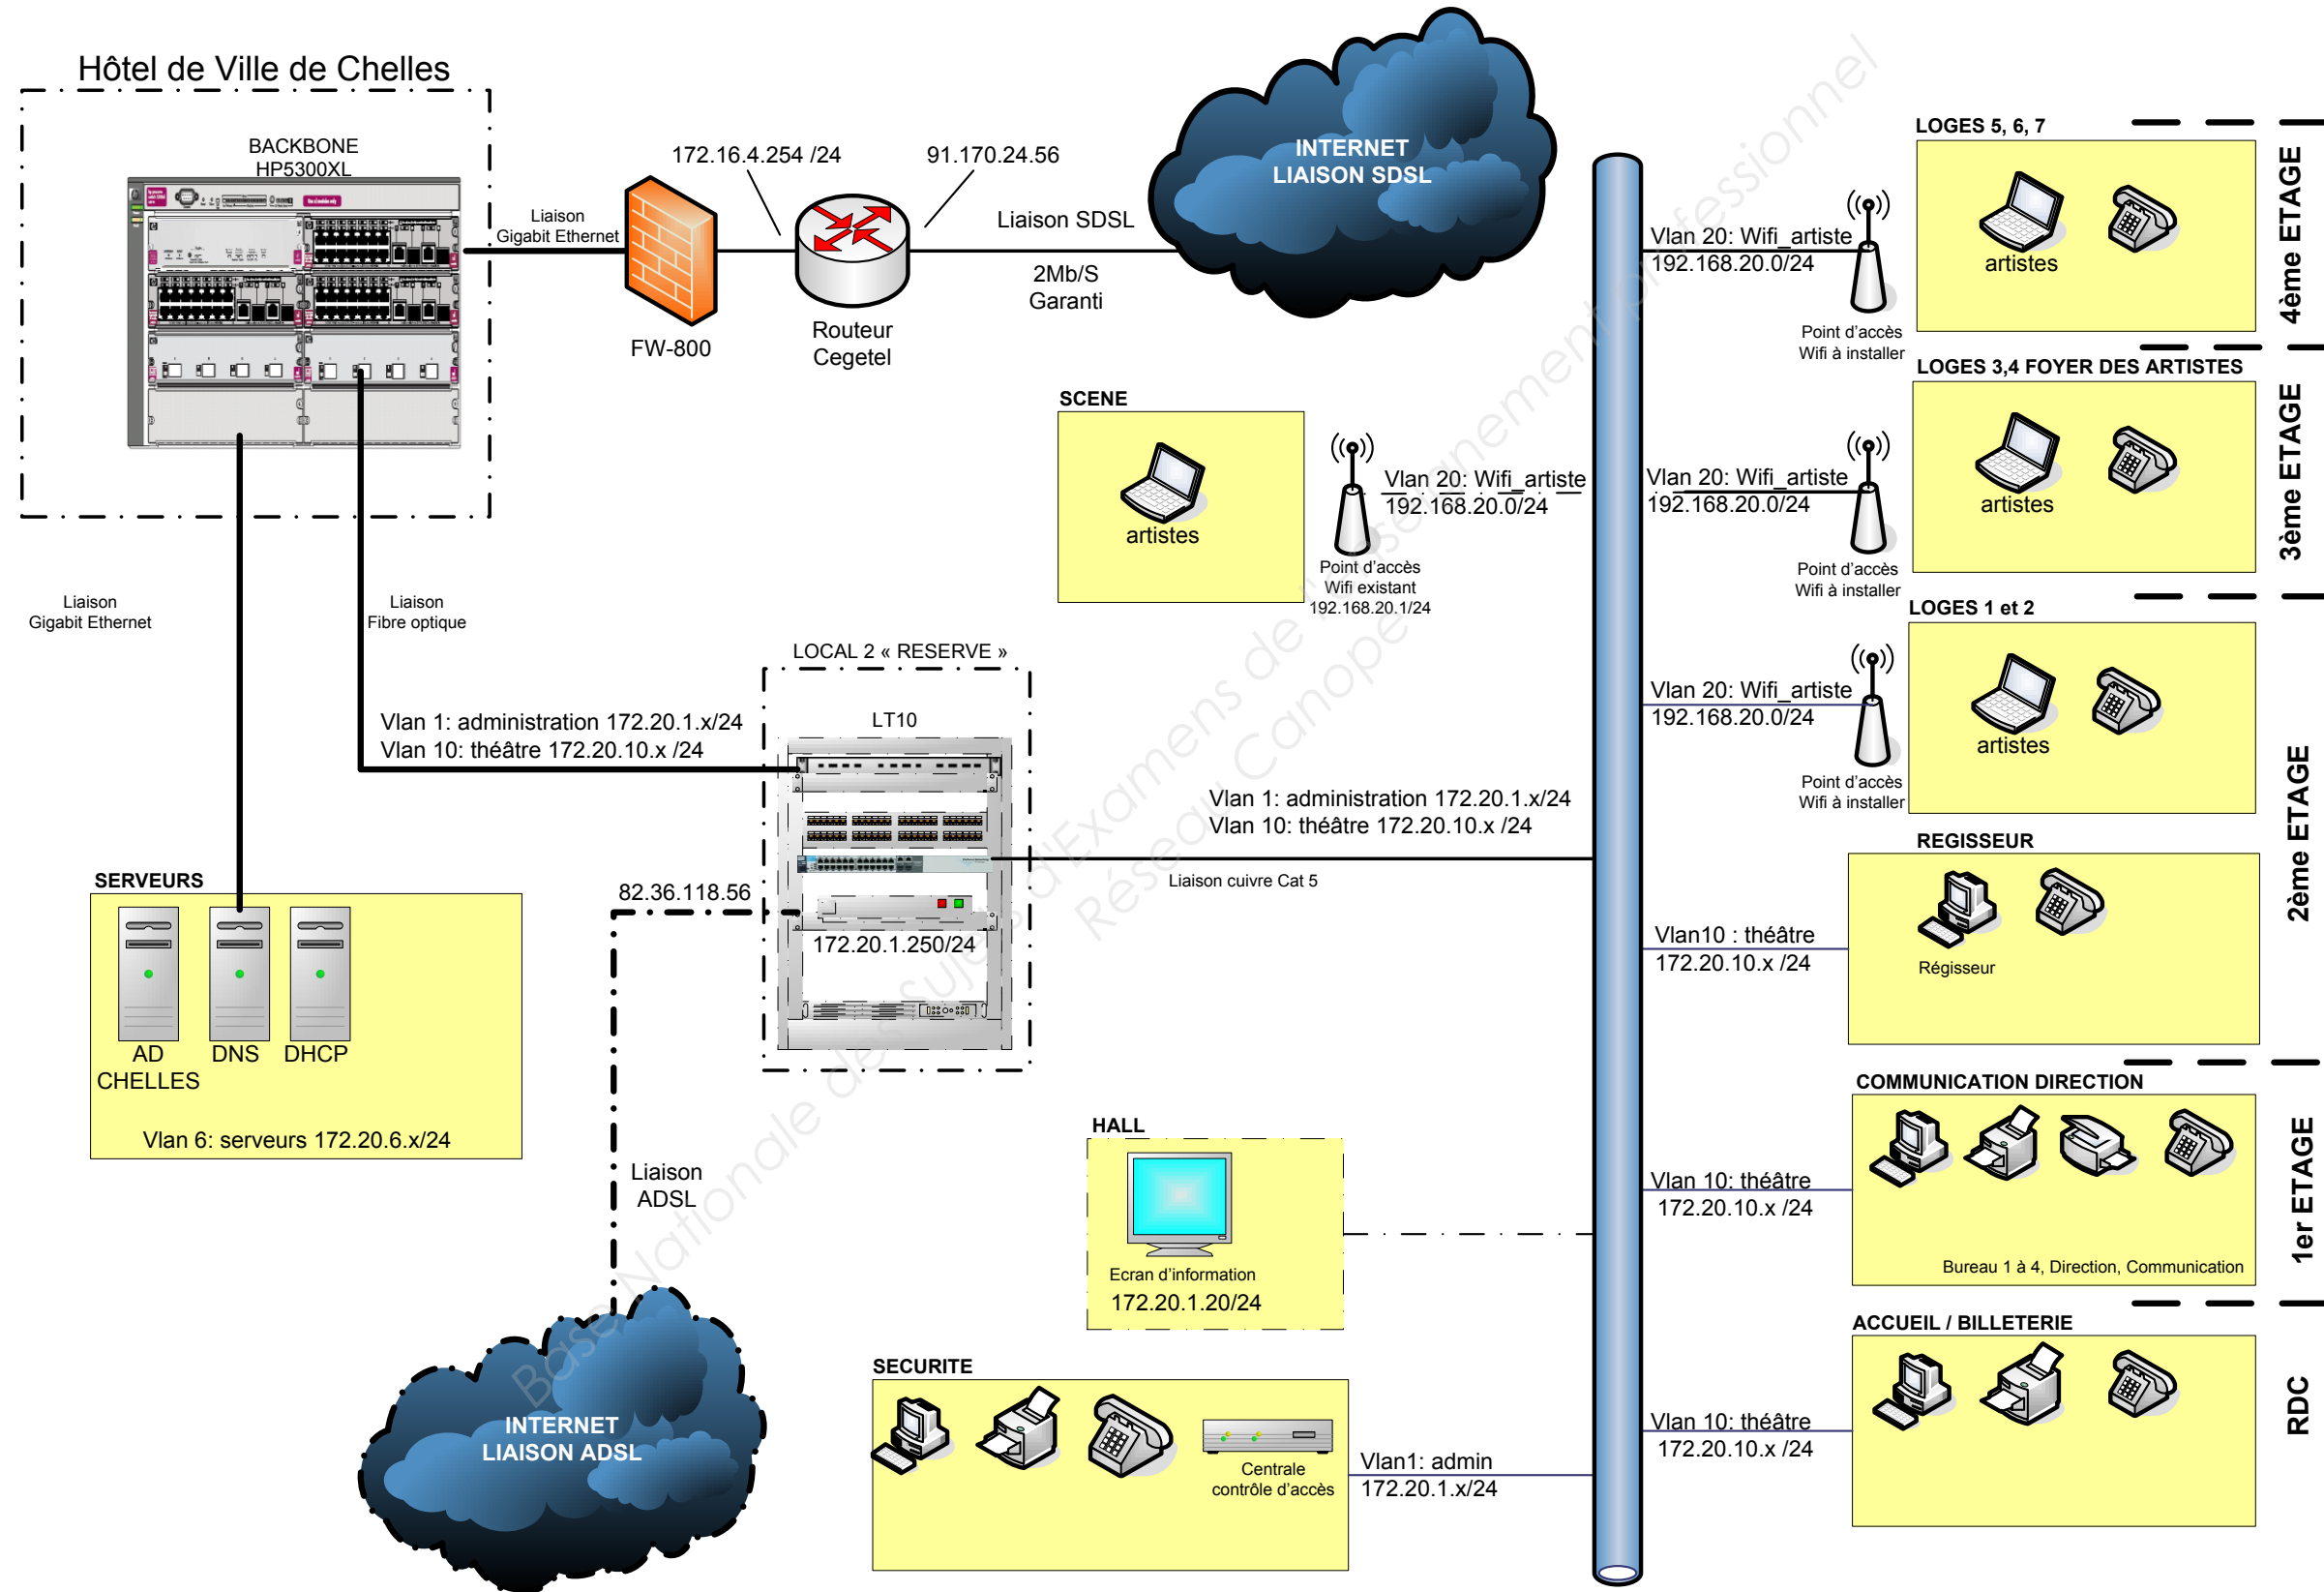 Hôtel de Ville de Chelles
BACKBONE
HP5300XL
Liaison
Gigabit Ethernet
172.16.4.254 /24
91.170.24.56
FW-800
Routeur
Cegetel
Liaison SDSL
2Mb/S
Garanti
INTERNET
LIAISON SDSL
Liaison
Gigabit Ethernet
Liaison
Fibre optique
SERVEURS
AD
CHELLES
DNS
DHCP
Vlan 6: serveurs 172.20.6.x/24
Vlan 1: administration 172.20.1.x/24
Vlan 10: théâtre 172.20.10.x /24
LOCAL 2 « RESERVE »
LT10
172.20.1.250/24
82.36.118.56
Liaison
ADSL
INTERNET
LIAISON ADSL
Vlan 1: administration 172.20.1.x/24
Vlan 10: théâtre 172.20.10.x /24
Liaison cuivre Cat 5
SCENE
artistes
Point d'accès
Wifi existant
192.168.20.1/24
Vlan 20: Wifi_artiste
192.168.20.0/24
HALL
Ecran d'information
172.20.1.20/24
SECURITE
Centrale
contrôle d'accès
Vlan1: admin
172.20.1.x/24
LOGES 5, 6, 7
artistes
Vlan 20: Wifi_artiste
192.168.20.0/24
Point d'accès
Wifi à installer
4ème ETAGE
LOGES 3,4 FOYER DES ARTISTES
artistes
Vlan 20: Wifi_artiste
192.168.20.0/24
Point d'accès
Wifi à installer
3ème ETAGE
LOGES 1 et 2
artistes
Vlan 20: Wifi_artiste
192.168.20.0/24
Point d'accès
Wifi à installer
REGISSEUR
Régisseur
Vlan10 : théâtre
172.20.10.x /24
2ème ETAGE
COMMUNICATION DIRECTION
Bureau 1 à 4, Direction, Communication
Vlan 10: théâtre
172.20.10.x /24
1er ETAGE
ACCUEIL / BILLETERIE
Vlan 10: théâtre
172.20.10.x /24
RDC
Base Nationale des Sujets d'Examens de l'enseignement professionnel
Réseau Canopé